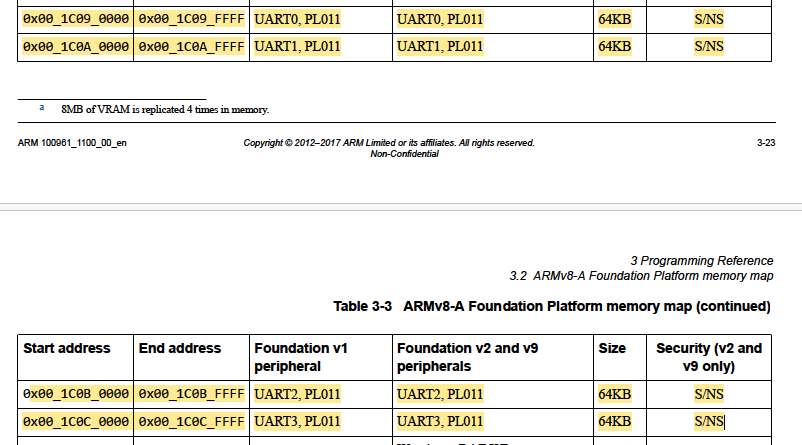 0x00_1C09_0000 0x00_1C09_FFFF UART0, PL011 UART0, PL011 64KB S/NS
0x00_1C0A_0000 0x00_1C0A_FFFF UART1, PL011 UART1, PL011 64KB S/NS
a 8MB of VRAM is replicated 4 times in memory.
ARM 100961_1100_00_en Copyright © 2012–2017 ARM Limited or its affiliates. All rights reserved. 3-23
Non-Confidential
3 Programming Reference
3.2 ARMv8-A Foundation Platform memory map
Table 3-3 ARMv8-A Foundation Platform memory map (continued)
Start address End address Foundation v1 Foundation v2 and v9 Size Security (v2 and
peripheral peripherals v9 only)
0x00_1C0B_0000 0x00_1C0B_FFFF UART2, PL011 UART2, PL011 64KB S/NS
0x00_1C0C_0000 0x00_1C0C_FFFF UART3, PL011 UART3, PL011 64KB S/NS